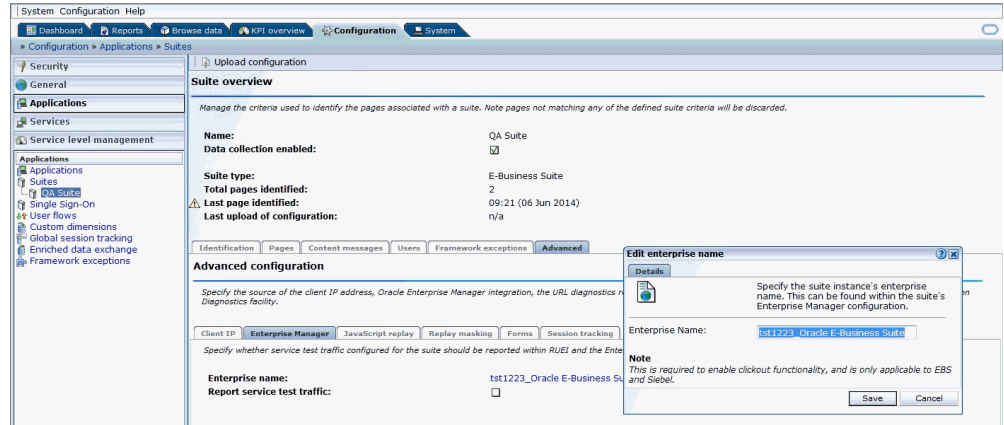 System Configuration Help
Dashboard Reports Browse data KPI overview Configuration System
» Configuration » Applications » Suites
Security
General
Applications
Services
Service level management
Applications
Applications
Suites
QA Suite
Single Sign-On
User flows
Custom dimensions
Global session tracking
Enriched data exchange
Framework exceptions
Upload configuration
Suite overview
Manage the criteria used to identify the pages associated with a suite. Note pages not matching any of the defined suite criteria will be discarded.
Name: QA Suite
Data collection enabled:
Suite type: E-Business Suite
Total pages identified: 2
Last page identified: 09:21 (06 Jun 2014)
Last upload of configuration: n/a
Identification Pages Content messages Users Framework exceptions Advanced
Advanced configuration
Specify the source of the client IP address, Oracle Enterprise Manager integration, the URL diagnostics r on
Diagnostics facility.
Client IP Enterprise Manager JavaScript replay Replay masking Forms Session tracking
Specify whether service test traffic configured for the suite should be reported within RUEI and the Ente
Enterprise name: tst1223_Oracle E-Business Su
Report service test traffic:
Edit enterprise name
Details
Specify the suite instance's enterprise
name. This can be found within the suite's
Enterprise Manager configuration.
Enterprise Name: tst1223_Oracle E-Business Suite
Note
This is required to enable clickout functionality, and is only applicable to EBS
and Siebel.
Save Cancel